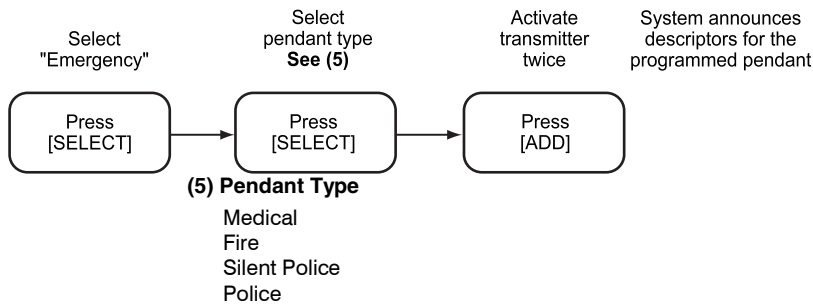 Select
"Emergency"
Select
pendant type
See (5)
Activate
transmitter
twice
System announces
descriptors for the
programmed pendant
Press
[SELECT]
Press
[SELECT]
Press
[ADD]
(5) Pendant Type
Medical
Fire
Silent Police
Police